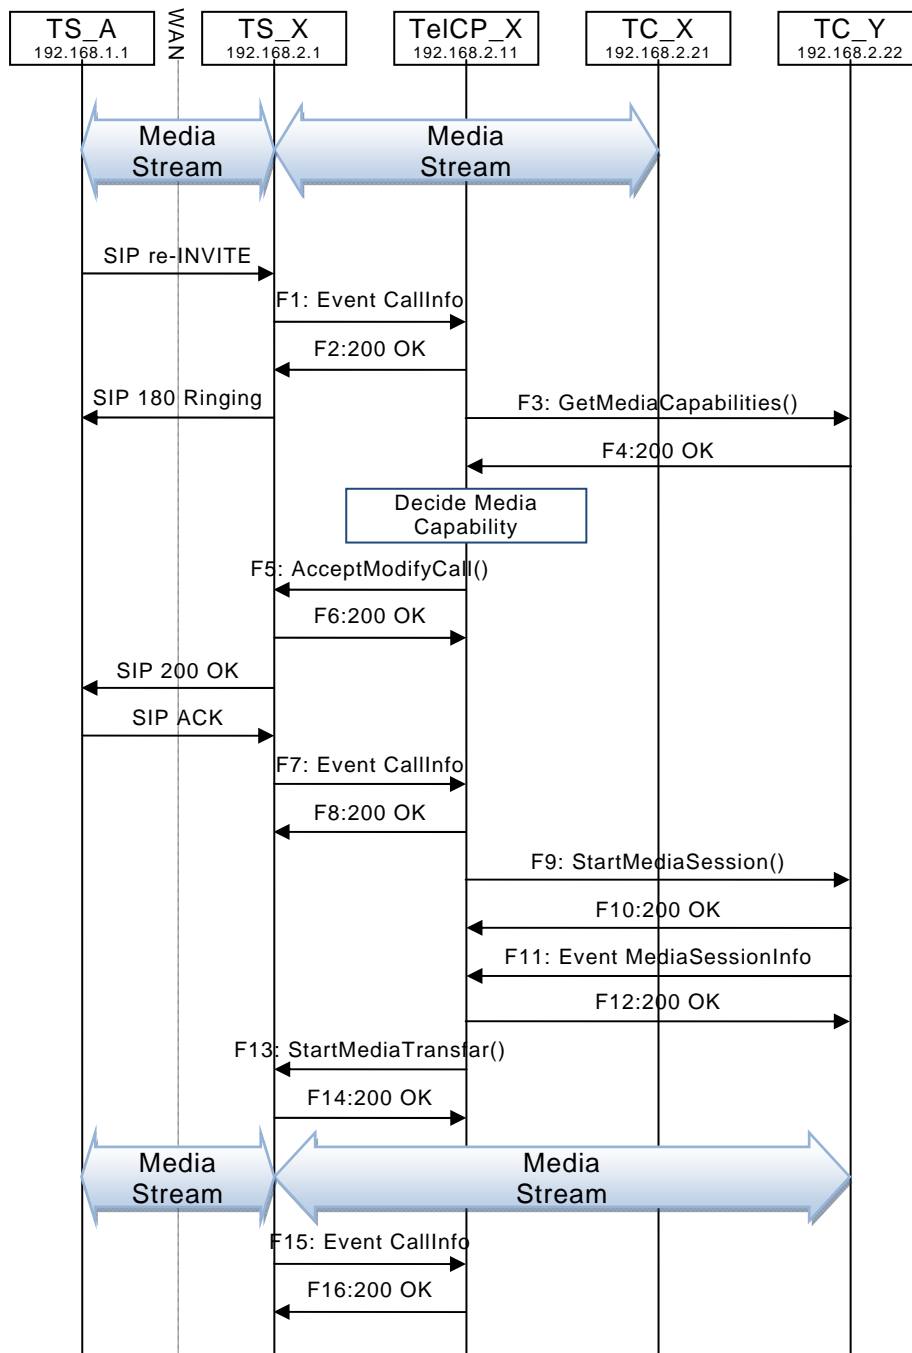 TS_A
192.168.1.1
WAN
TS_X
192.168.2.1
TelCP_X
192.168.2.11
TC_X
192.168.2.21
TC_Y
192.168.2.22
Media
Stream
Media
Stream
SIP re-INVITE
F1: Event CallInfo
F2:200 OK
SIP 180 Ringing
F3: GetMediaCapabilities()
F4:200 OK
Decide Media
Capability
F5: AcceptModifyCall()
F6:200 OK
SIP 200 OK
SIP ACK
F7: Event CallInfo
F8:200 OK
F9: StartMediaSession()
F10:200 OK
F11: Event MediaSessionInfo
F12:200 OK
F13: StartMediaTransfar()
F14:200 OK
Media
Stream
Media
Stream
F15: Event CallInfo
F16:200 OK